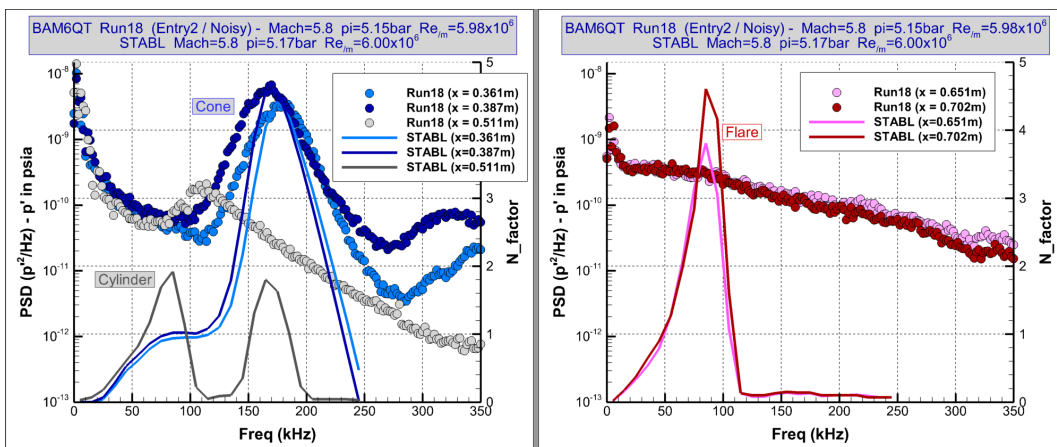 BAM6QT Run18 (Entry2 / Noisy) - Mach=5.8 pi=5.15bar Re/m=5.98x10^6
STABL Mach=5.8 pi=5.17bar Re/m=6.00x10^6
10^-8
10^-9
10^-10
10^-11
10^-12
10^-13
PSD (p'^2/Hz) - p' in psia
5
4
3
2
1
0
N_factor
Cone
Cylinder
Run18 (x = 0.361m)
Run18 (x = 0.387m)
Run18 (x = 0.511m)
STABL (x=0.361m)
STABL (x=0.387m)
STABL (x=0.511m)
0 50 100 150 200 250 300 350
Freq (kHz)
BAM6QT Run18 (Entry2 / Noisy) - Mach=5.8 pi=5.15bar Re/m=5.98x10^6
STABL Mach=5.8 pi=5.17bar Re/m=6.00x10^6
10^-8
10^-9
10^-10
10^-11
10^-12
10^-13
PSD (p'^2/Hz) - p' in psia
5
4
3
2
1
0
N_factor
Run18 (x = 0.651m)
Run18 (x = 0.702m)
STABL (x=0.651m)
STABL (x=0.702m)
Flare
0 50 100 150 200 250 300 350
Freq (kHz)